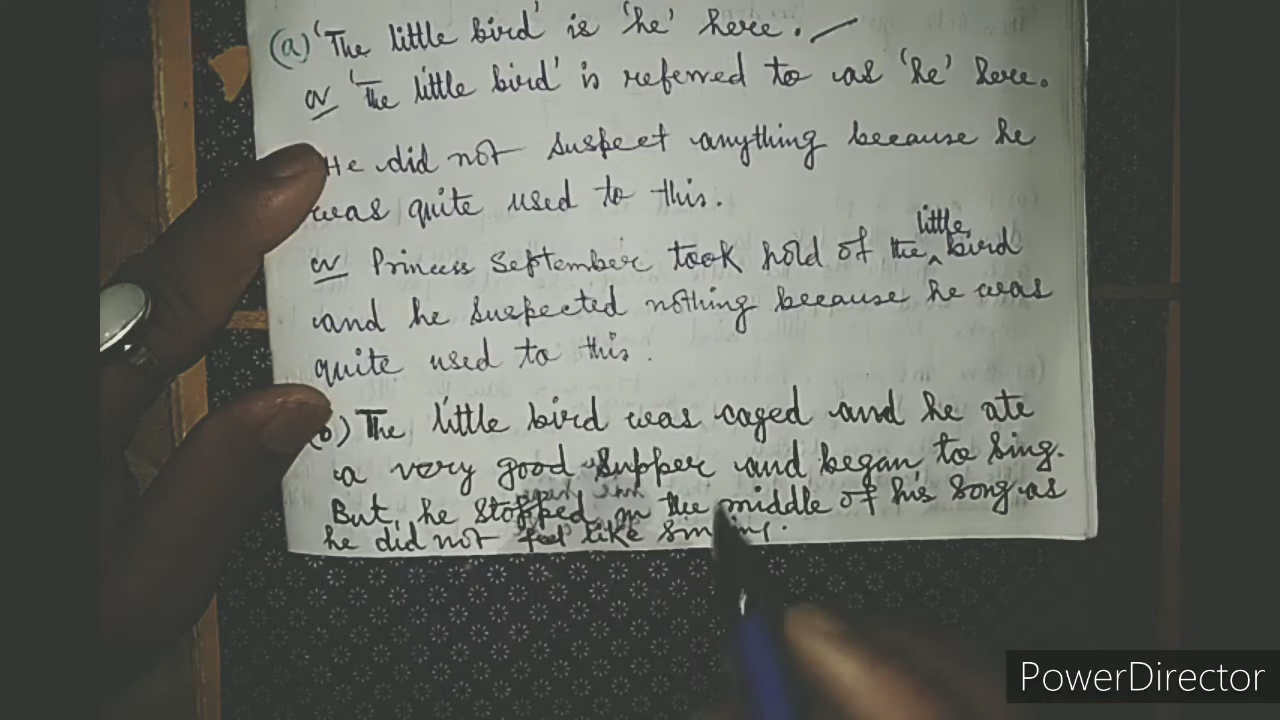 (a) 'The little bird' is 'he' here.
or 'The little bird' is referred to as 'he' here.
He did not suspect anything because he
was quite used to this.
or Princess September took hold of the little bird
and he suspected nothing because he was
quite used to this.
(b) The little bird was caged and he ate
a very good supper and began to sing.
But, he stopped in the middle of his song as
he did not feel like singing.
PowerDirector